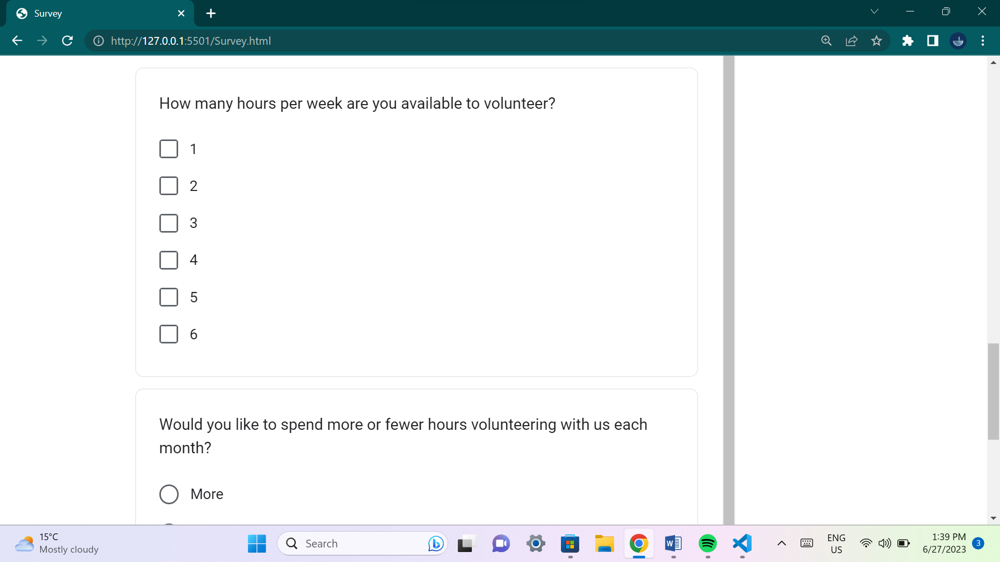 Survey
http://127.0.0.1:5501/Survey.html
How many hours per week are you available to volunteer?
1
2
3
4
5
6
Would you like to spend more or fewer hours volunteering with us each
month?
More
15°C
Mostly cloudy
Search
W
ENG
US
1:39 PM
6/27/2023
3